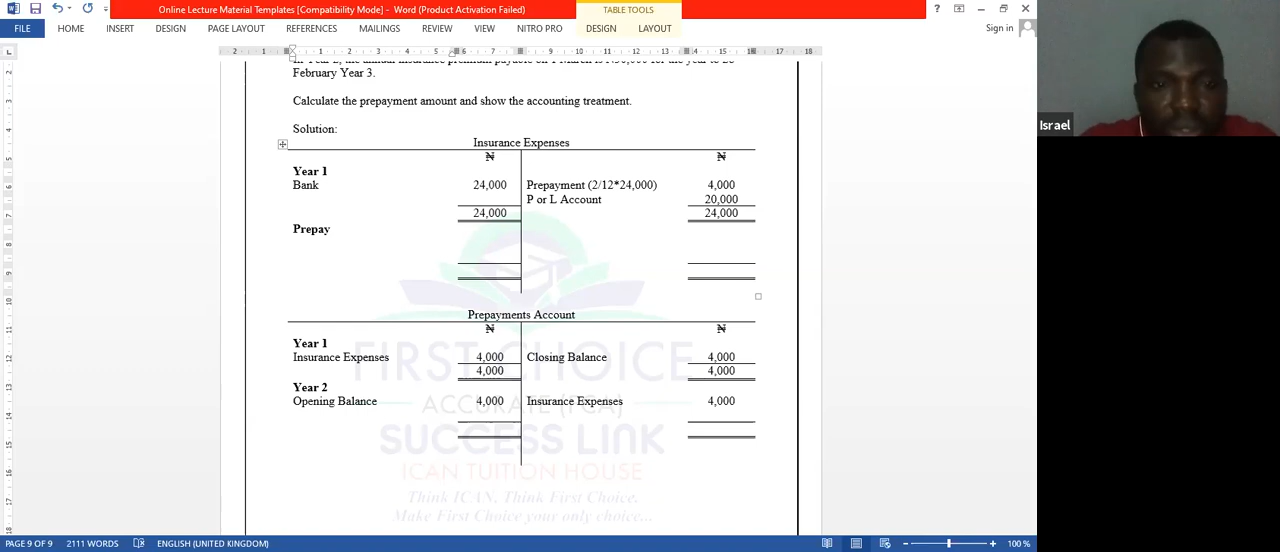 Online Lecture Material Templates [Compatibility Mode] - Word (Product Activation Failed)
TABLE TOOLS
FILE HOME INSERT DESIGN PAGE LAYOUT REFERENCES MAILINGS REVIEW VIEW NITRO PRO DESIGN LAYOUT
Sign in
February Year 3.
Calculate the prepayment amount and show the accounting treatment.
Solution:
Insurance Expenses
₦ ₦
Year 1
Bank 24,000 Prepayment (2/12*24,000) 4,000
P or L Account 20,000
24,000 24,000
Prepay
Prepayments Account
₦ ₦
Year 1
Insurance Expenses 4,000 Closing Balance 4,000
4,000 4,000
Year 2
Opening Balance 4,000 Insurance Expenses 4,000
FIRST CHOICE
ACCURATE (FCA)
SUCCESS LINK
ICAN TUITION HOUSE
Think ICAN, Think First Choice.
Make First Choice your only choice...
PAGE 9 OF 9 2111 WORDS ENGLISH (UNITED KINGDOM) 100 %
Israel